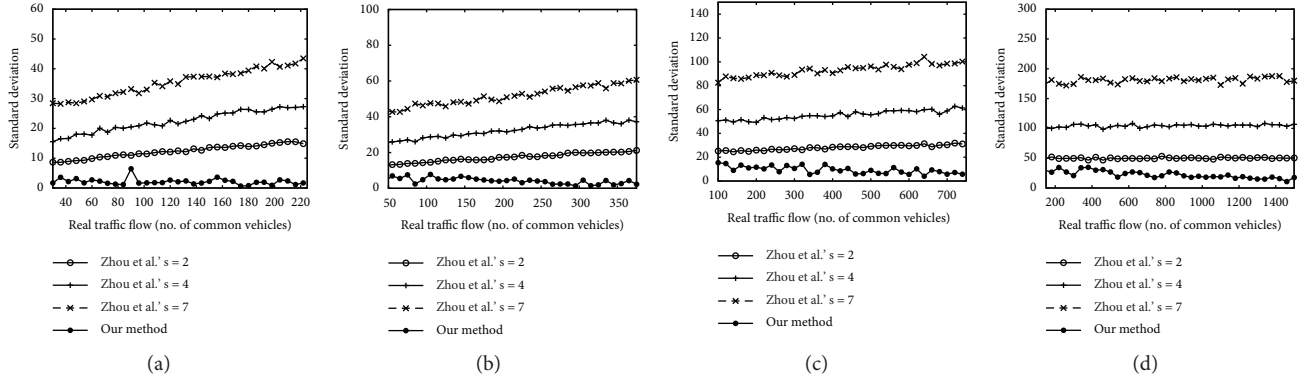 60
50
40
30
20
10
0
Standard deviation
40 60 80 100 120 140 160 180 200 220
Real traffic flow (no. of common vehicles)
Zhou et al.’ s = 2
Zhou et al.’ s = 4
Zhou et al.’ s = 7
Our method
(a)
100
80
60
40
20
0
Standard deviation
50 100 150 200 250 300 350
Real traffic flow (no. of common vehicles)
Zhou et al.’ s = 2
Zhou et al.’ s = 4
Zhou et al.’ s = 7
Our method
(b)
140
120
100
80
60
40
20
0
Standard deviation
100 200 300 400 500 600 700
Real traffic flow (no. of common vehicles)
Zhou et al.’ s = 2
Zhou et al.’ s = 4
Zhou et al.’ s = 7
Our method
(c)
300
250
200
150
100
50
0
Standard deviation
200 400 600 800 1000 1200 1400
Real traffic flow (no. of common vehicles)
Zhou et al.’ s = 2
Zhou et al.’ s = 4
Zhou et al.’ s = 7
Our method
(d)